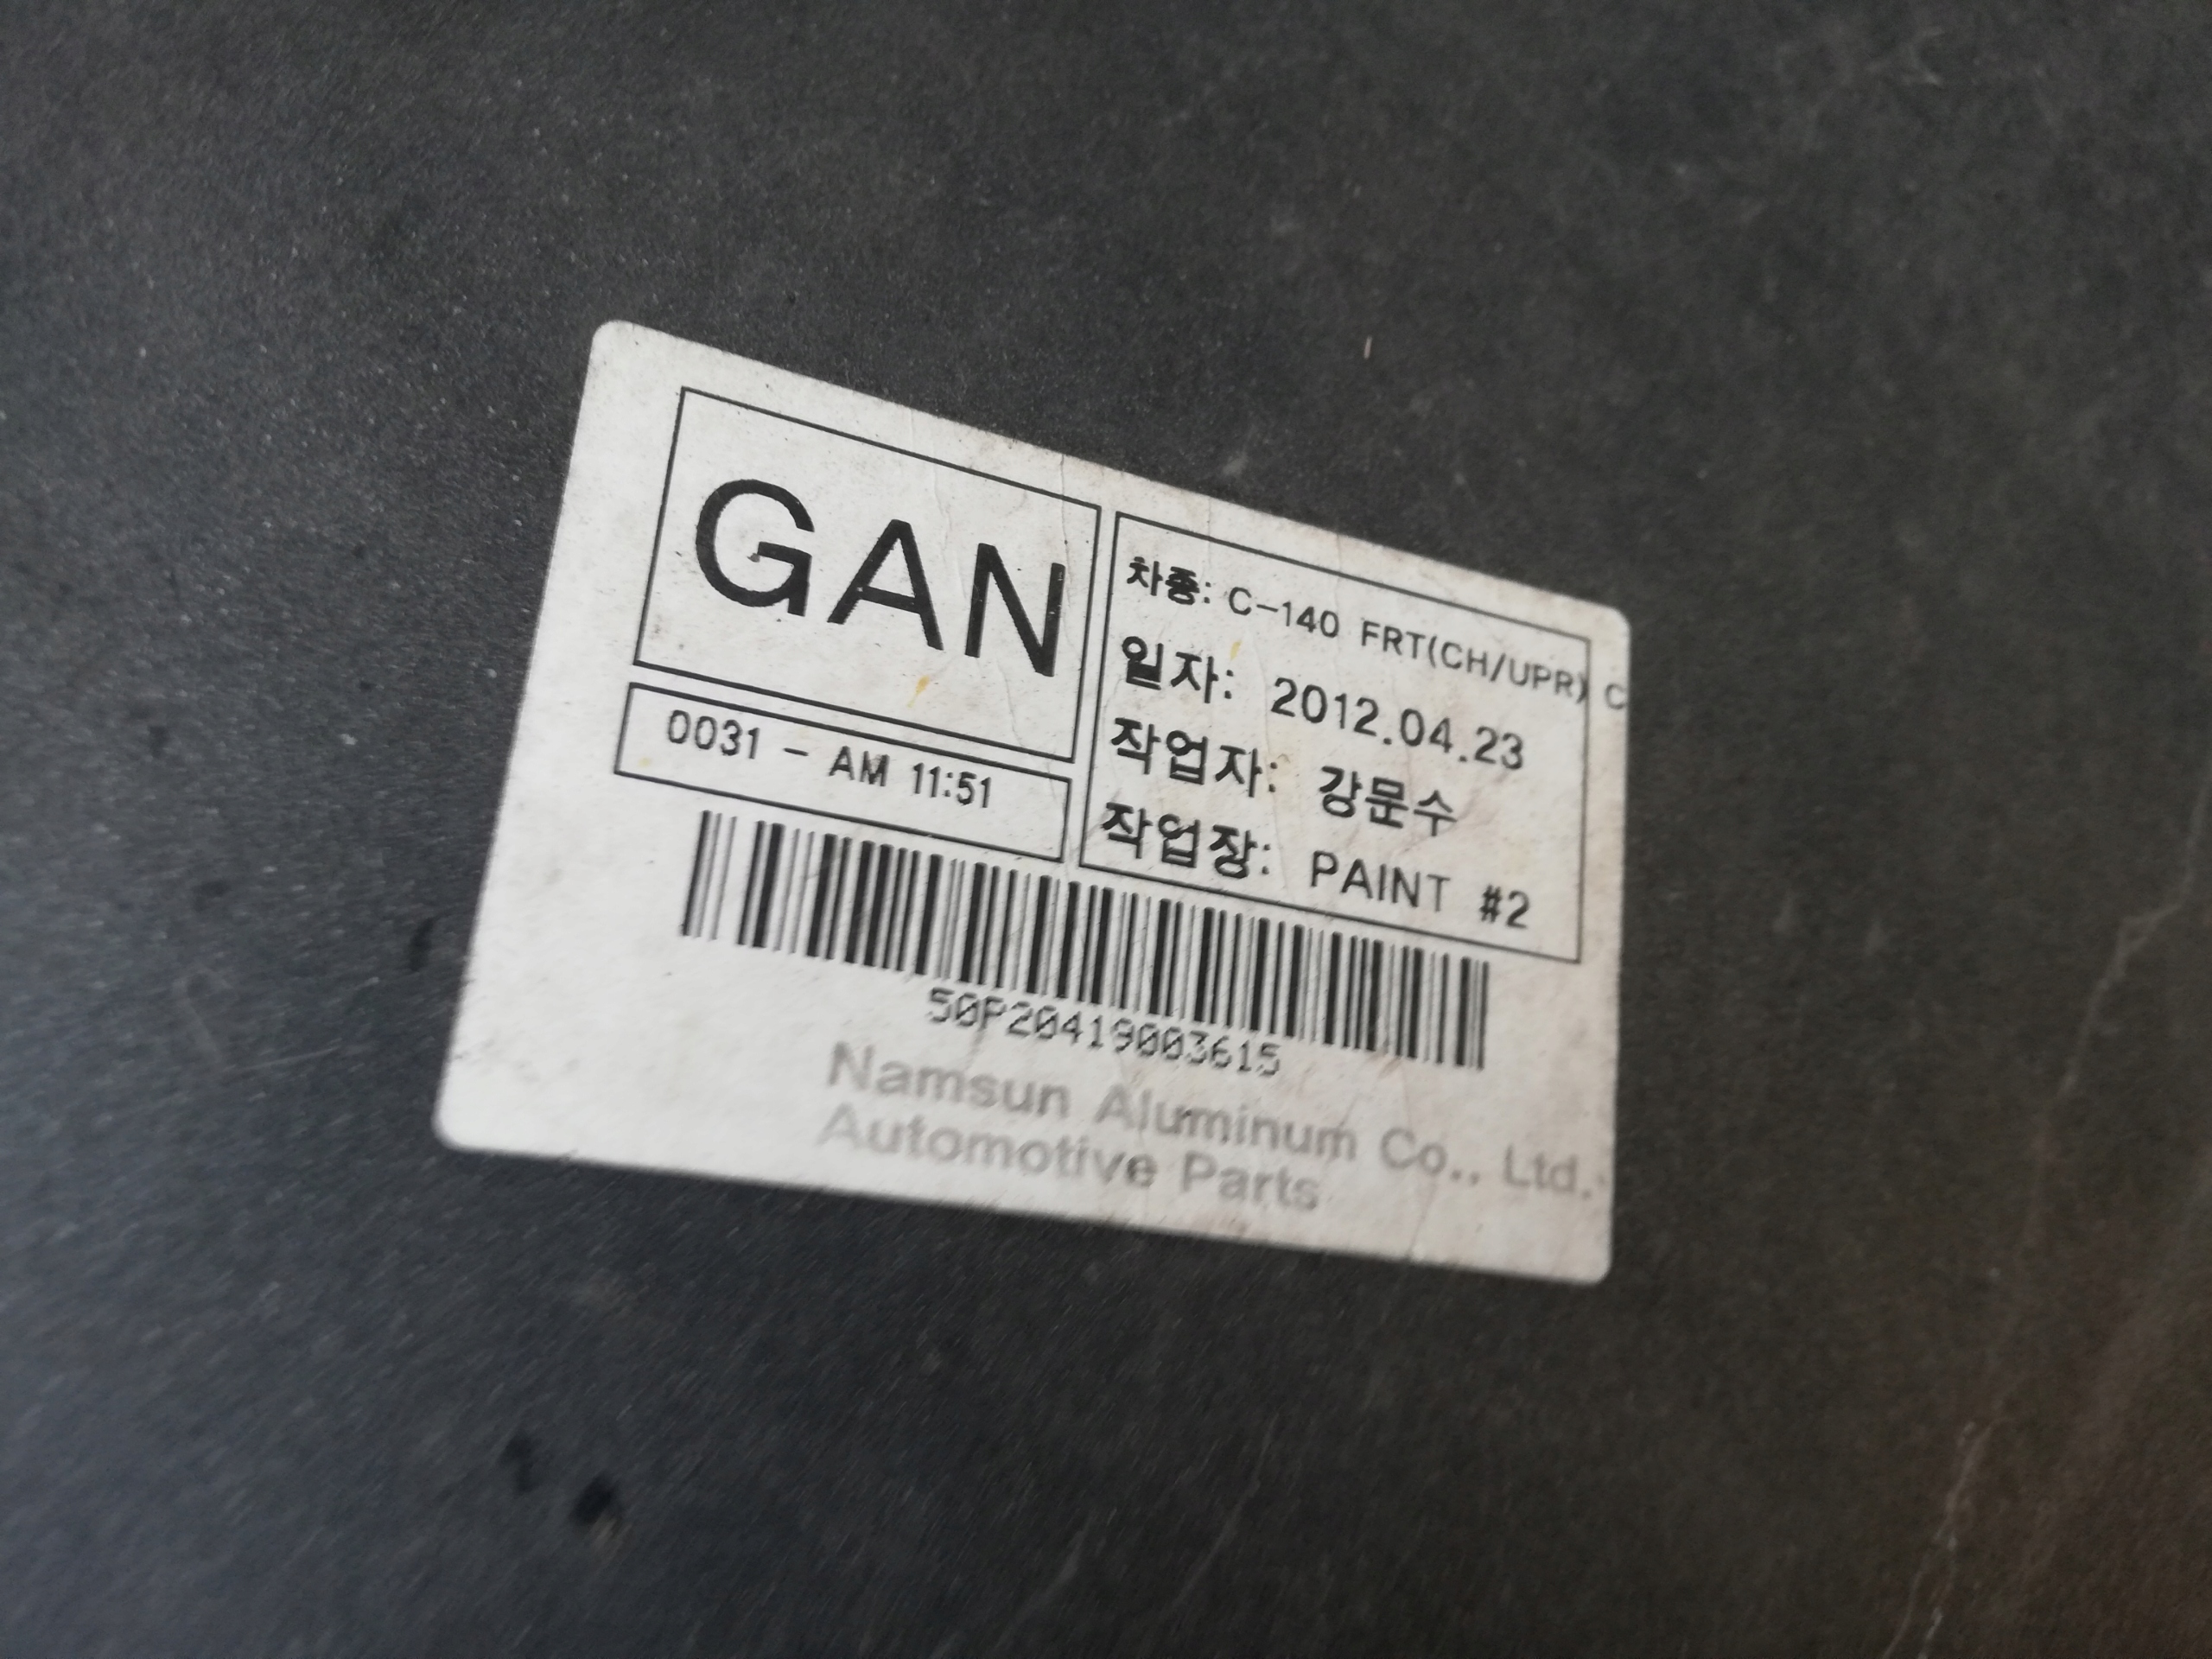 GAN
0031 - AM 11:51
차종: C-140 FRT(CH/UPR) C
일자: 2012.04.23
작업자: 강문수
작업장: PAINT #2
50P20419003615
Namsun Aluminum Co., Ltd.
Automotive Parts